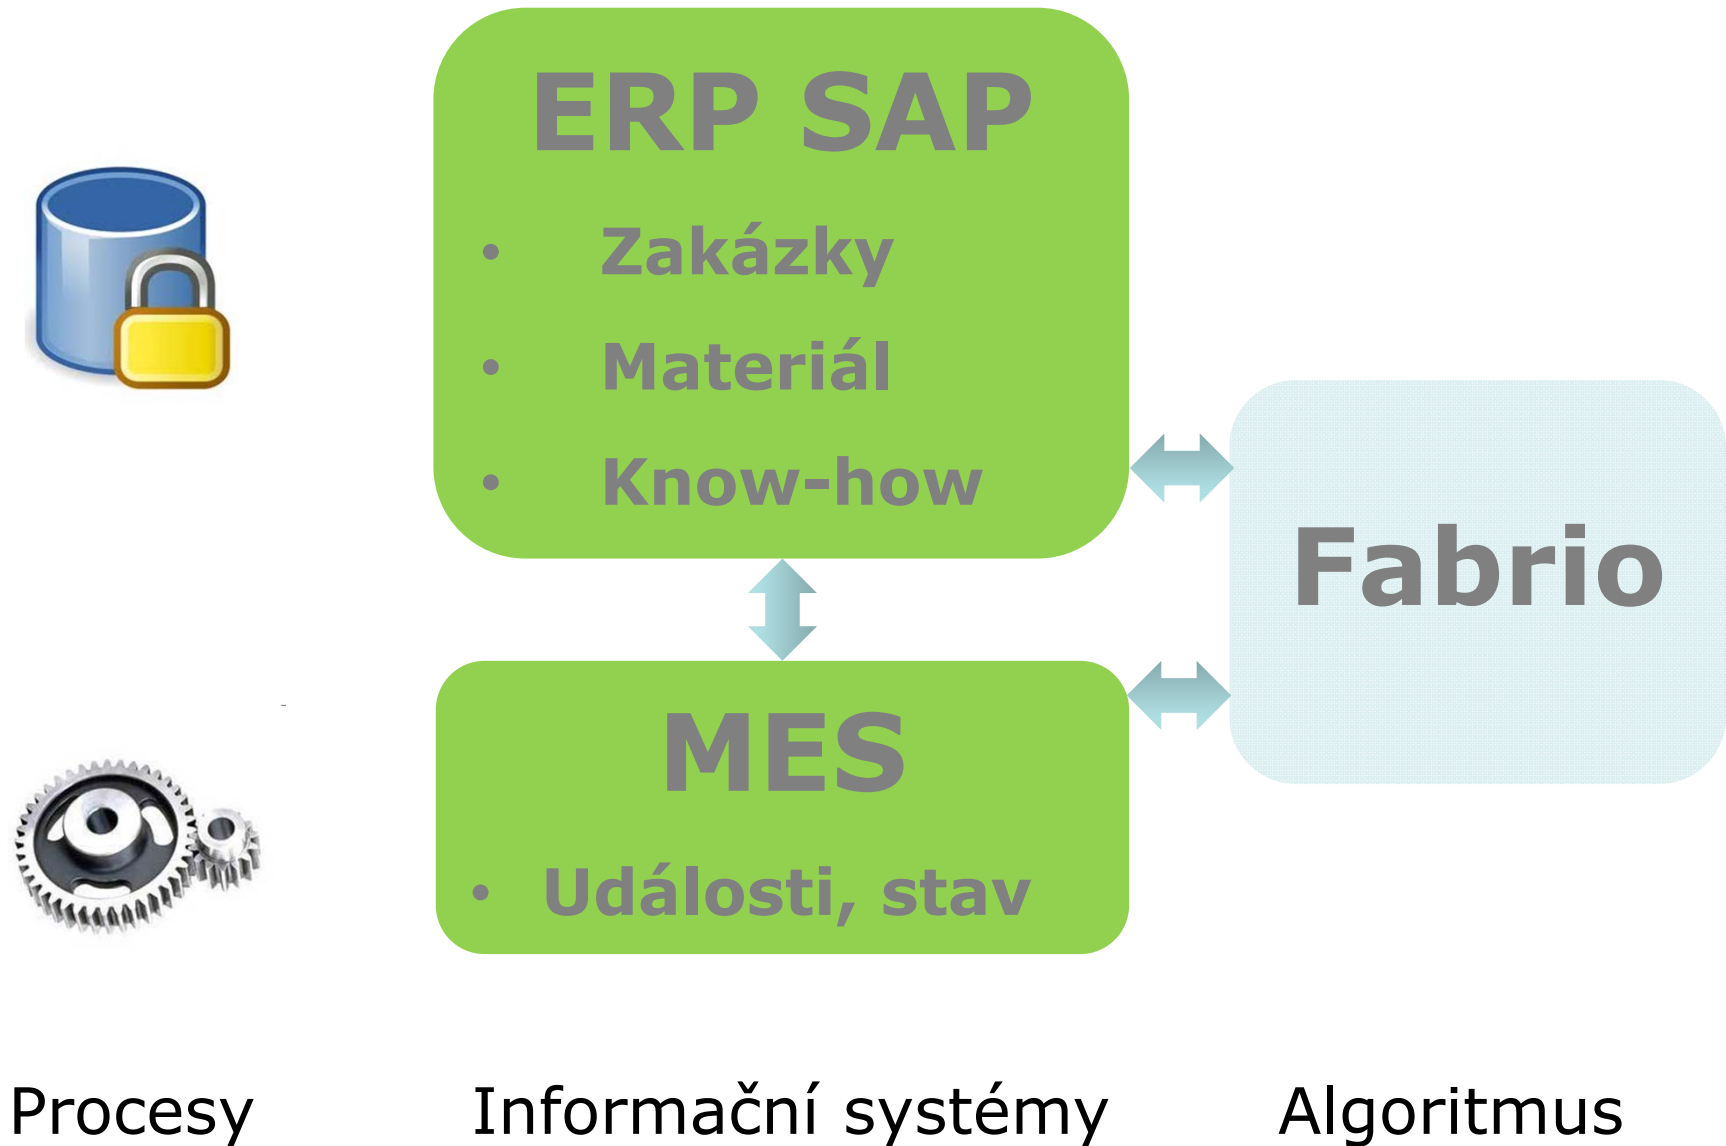 ERP SAP
• Zakázky
• Materiál
• Know-how
Fabrio
MES
• Události, stav
Procesy
Informační systémy
Algoritmus